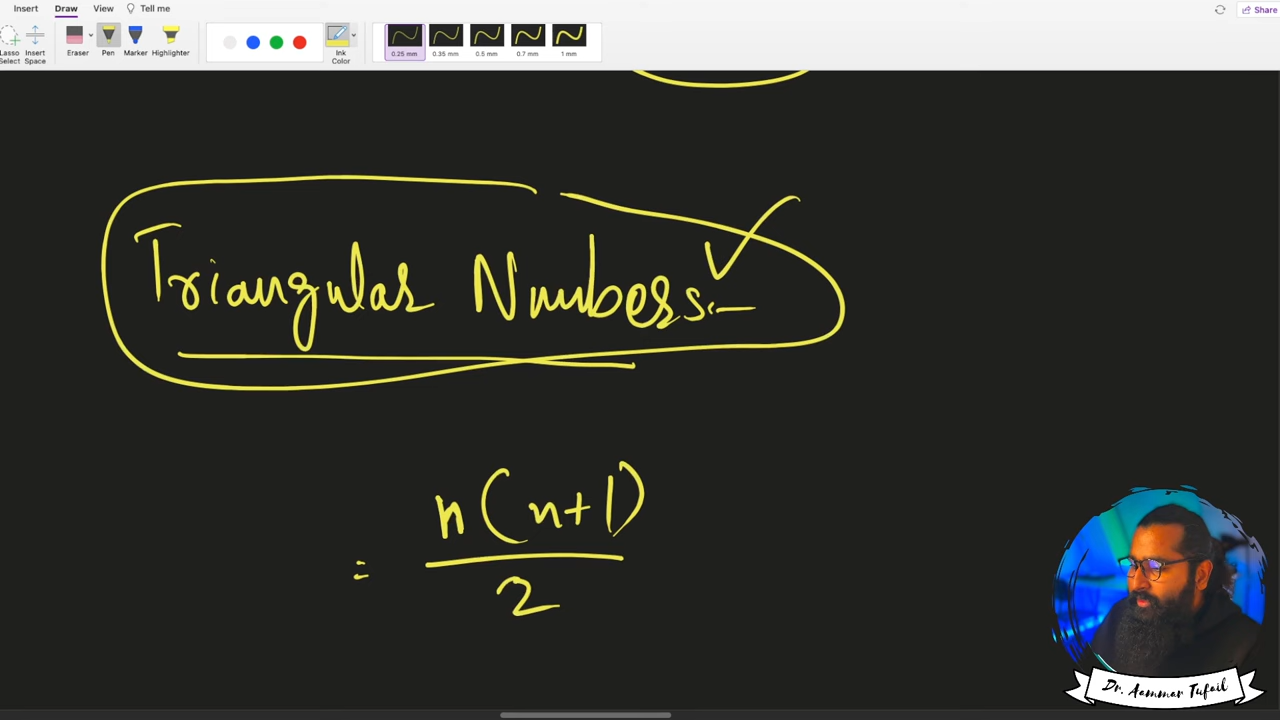 Insert Draw View Tell me Share
Lasso Select
Insert Space
Eraser
Pen
Marker
Highlighter
Ink Color
0.25 mm
0.35 mm
0.5 mm
0.7 mm
1 mm
Triangular Numbers:-
= n(n+1)
2
Dr. Aammar Tufail